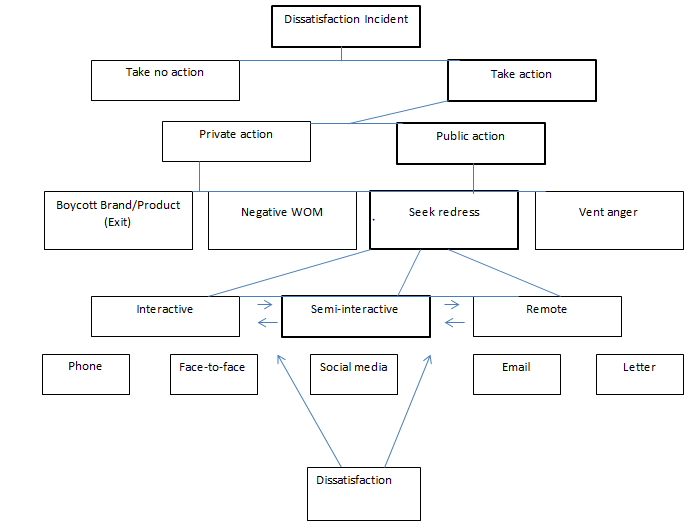 Dissatisfaction Incident
Take no action
Take action
Private action
Public action
Boycott Brand/Product
(Exit)
Negative WOM
Seek redress
Vent anger
Interactive
Semi-interactive
Remote
Phone
Face-to-face
Social media
Email
Letter
Dissatisfaction